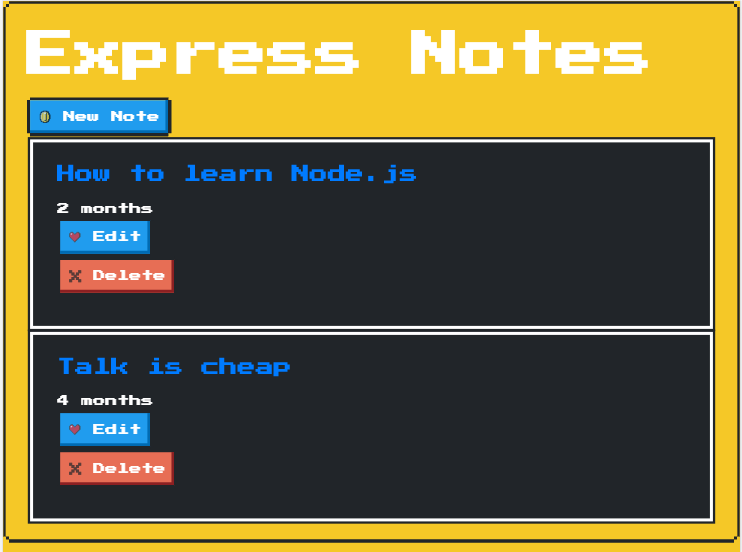 Express Notes
New Note
How to learn Node.js
2 months
Edit
Delete
Talk is cheap
4 months
Edit
Delete